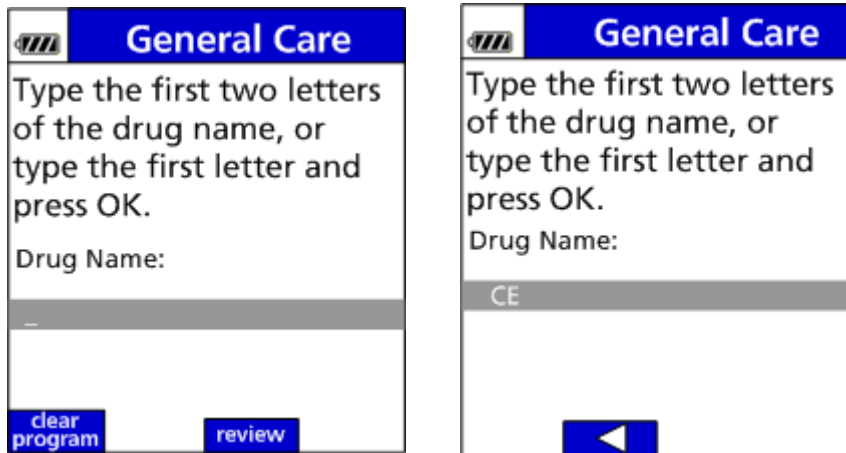 General Care
Type the first two letters
of the drug name, or
type the first letter and
press OK.
Drug Name:
_
clear
program
review
General Care
Type the first two letters
of the drug name, or
type the first letter and
press OK.
Drug Name:
CE